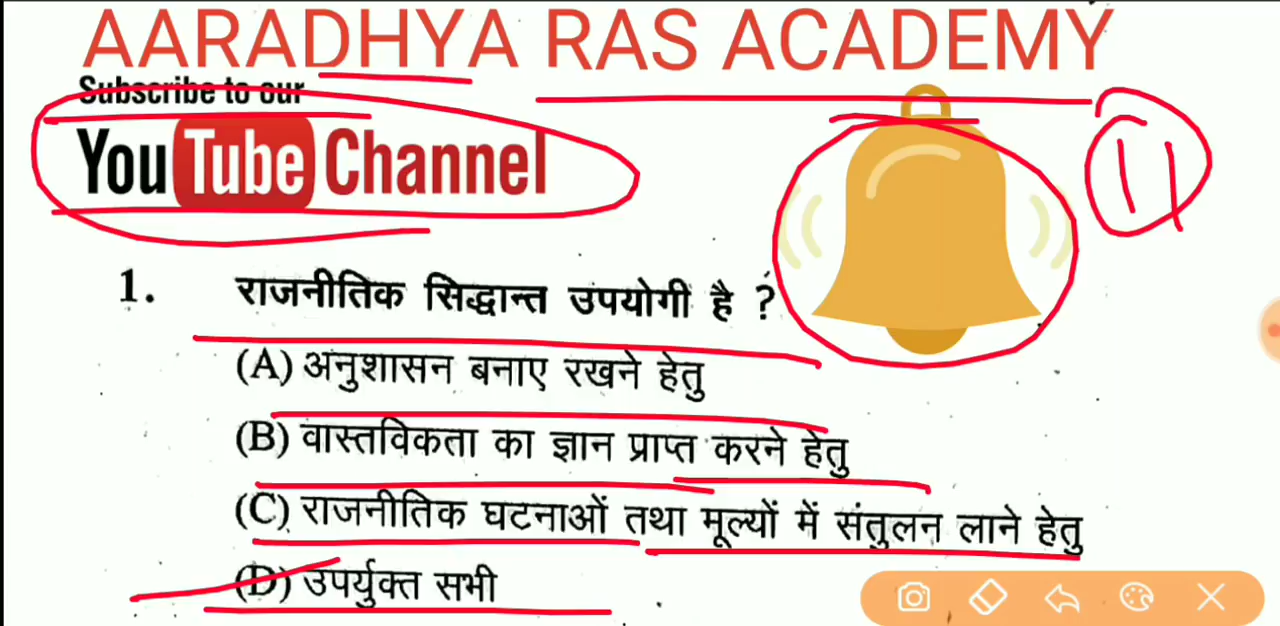 AARADHYA RAS ACADEMY
Subscribe to our
YouTube Channel
11
1. राजनीतिक सिद्धान्त उपयोगी है ?
(A) अनुशासन बनाए रखने हेतु
(B) वास्तविकता का ज्ञान प्राप्त करने हेतु
(C) राजनीतिक घटनाओं तथा मूल्यों में संतुलन लाने हेतु
(D) उपर्युक्त सभी